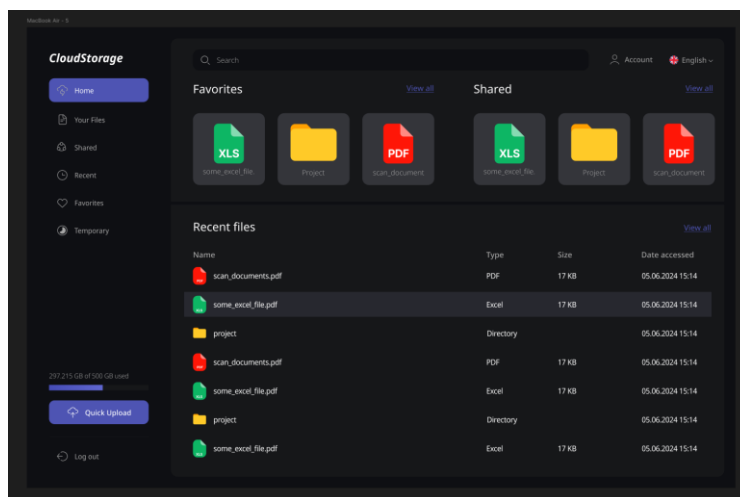 MacBook Air - 3
CloudStorage
Search
Account
English
Home
Your Files
Shared
Recent
Favorites
Temporary
297.215 GB of 500 GB used
Quick Upload
Log out
Favorites
View all
XLS
some_excel_file.
Project
PDF
scan_document
Shared
View all
XLS
some_excel_file.
Project
PDF
scan_document
Recent files
View all
Name Type Size Date accessed
scan_documents.pdf PDF 17 KB 05.06.2024 15:14
some_excel_file.pdf Excel 17 KB 05.06.2024 15:14
project Directory 05.06.2024 15:14
scan_documents.pdf PDF 17 KB 05.06.2024 15:14
some_excel_file.pdf Excel 17 KB 05.06.2024 15:14
project Directory 05.06.2024 15:14
some_excel_file.pdf Excel 17 KB 05.06.2024 15:14